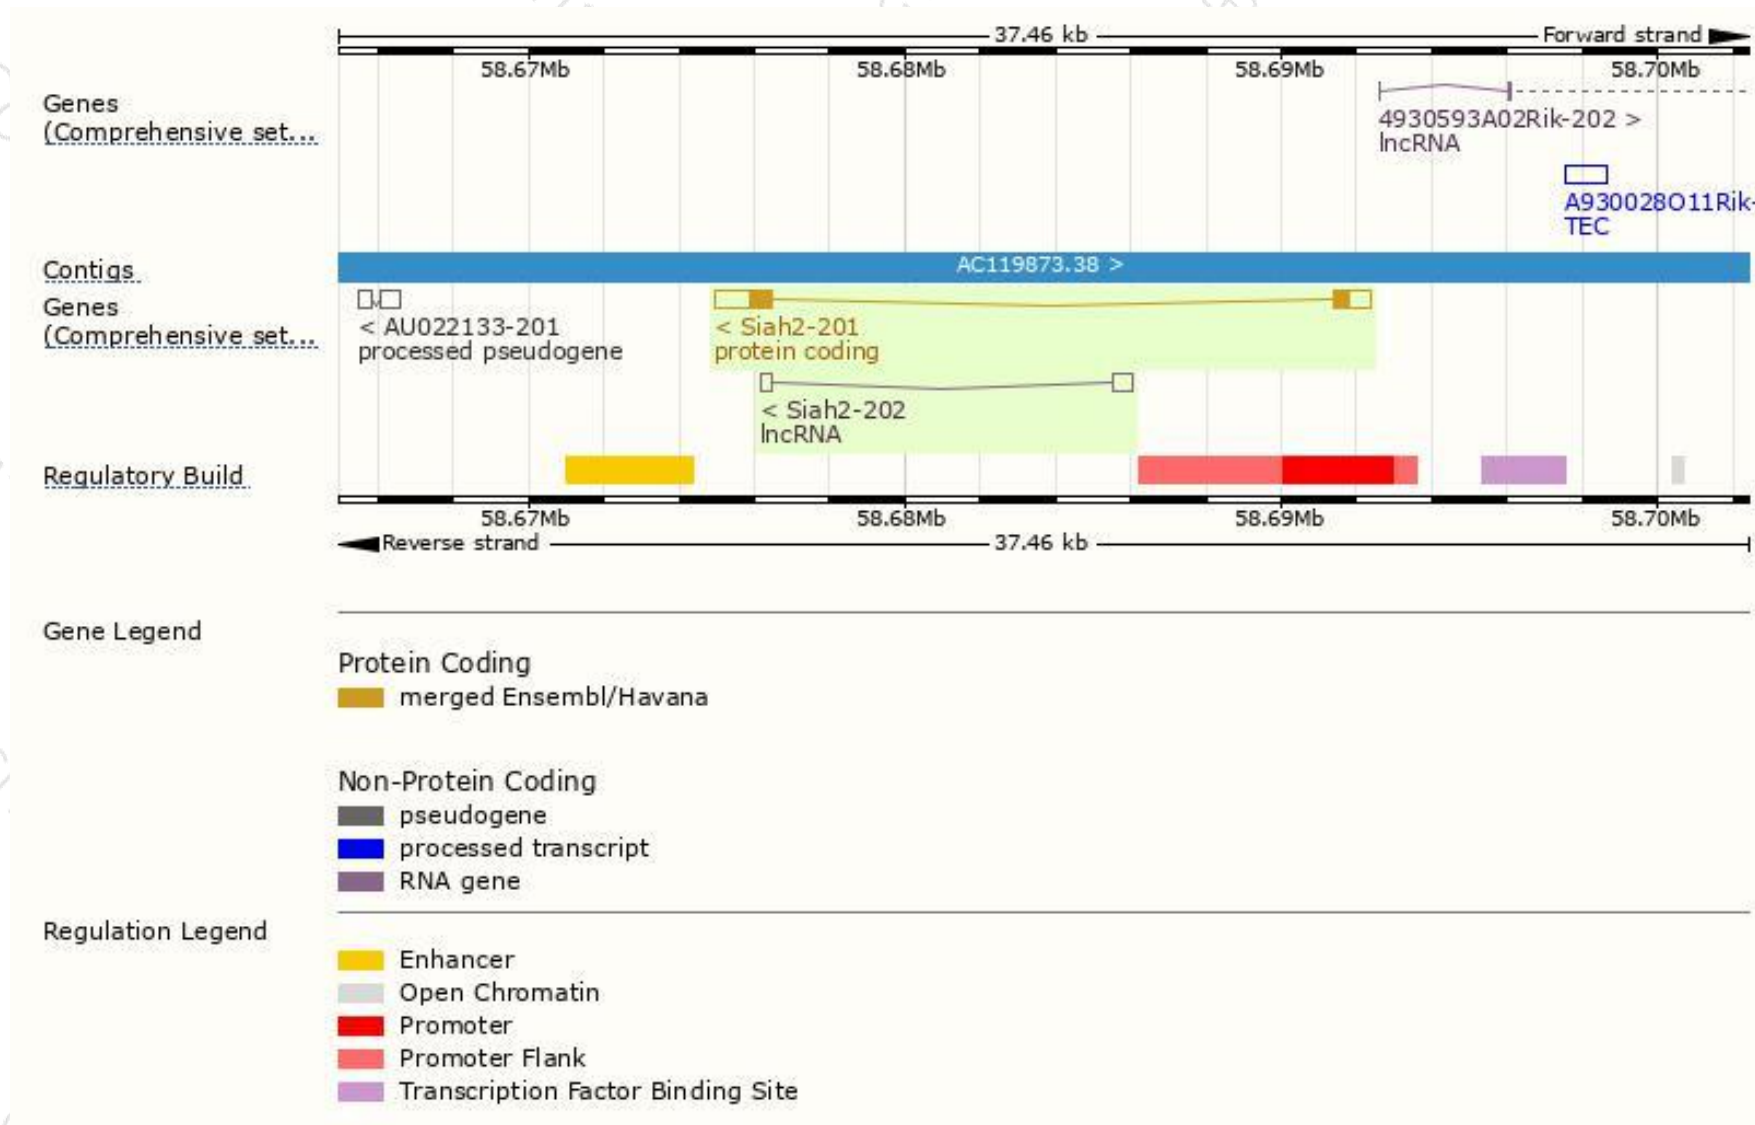 37.46 kb Forward strand
58.67Mb 58.68Mb 58.69Mb 58.70Mb
Genes
(Comprehensive set...
4930593A02Rik-202 >
lncRNA
A930028O11Rik-
TEC
Contigs
AC119873.38 >
Genes
(Comprehensive set...
< AU022133-201
processed pseudogene
< Siah2-201
protein coding
< Siah2-202
lncRNA
Regulatory Build
58.67Mb 58.68Mb 58.69Mb 58.70Mb
Reverse strand 37.46 kb
Gene Legend
Protein Coding
merged Ensembl/Havana
Non-Protein Coding
pseudogene
processed transcript
RNA gene
Regulation Legend
Enhancer
Open Chromatin
Promoter
Promoter Flank
Transcription Factor Binding Site